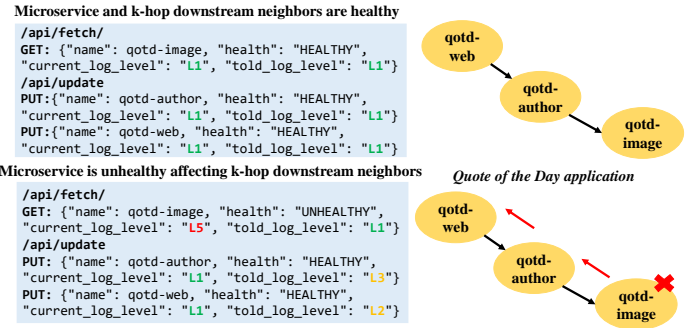 Microservice and k-hop downstream neighbors are healthy
/api/fetch/
GET: {"name": qotd-image, "health": "HEALTHY",
"current_log_level": "L1", "told_log_level": "L1"}
/api/update
PUT:{"name": qotd-author, "health": "HEALTHY",
"current_log_level": "L1", "told_log_level": "L1"}
PUT:{"name": qotd-web, "health": "HEALTHY",
"current_log_level": "L1", "told_log_level": "L1"}
qotd-
web
qotd-
author
qotd-
image
Microservice is unhealthy affecting k-hop downstream neighbors
Quote of the Day application
/api/fetch/
GET: {"name": qotd-image, "health": "UNHEALTHY",
"current_log_level": "L5", "told_log_level": "L1"}
/api/update
PUT: {"name": qotd-author, "health": "HEALTHY",
"current_log_level": "L1", "told_log_level": "L3"}
PUT: {"name": qotd-web, "health": "HEALTHY",
"current_log_level": "L1", "told_log_level": "L2"}
qotd-
web
qotd-
author
qotd-
image